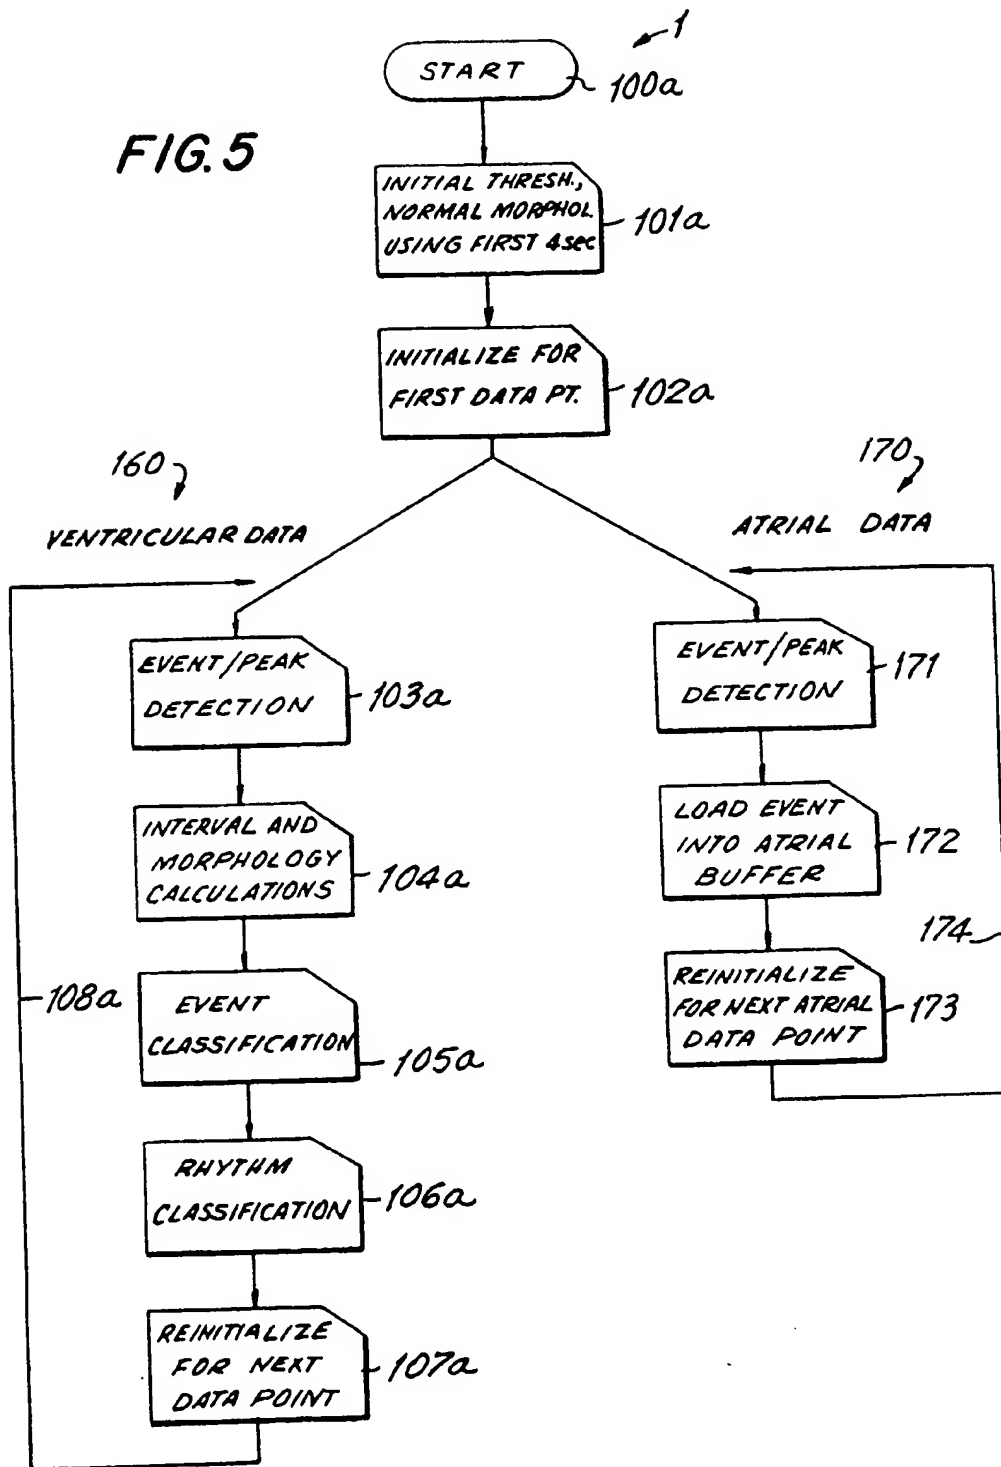 1
START
100a
FIG. 5
INITIAL THRESH.,
NORMAL MORPHOL
USING FIRST 4sec
101a
INITIALIZE FOR
FIRST DATA PT.
102a
160
VENTRICULAR DATA
170
ATRIAL DATA
EVENT/PEAK
DETECTION
103a
INTERVAL AND
MORPHOLOGY
CALCULATIONS
104a
108a
EVENT
CLASSIFICATION
105a
RHYTHM
CLASSIFICATION
106a
REINITIALIZE
FOR NEXT
DATA POINT
107a
EVENT/PEAK
DETECTION
171
LOAD EVENT
INTO ATRIAL
BUFFER
172
174
REINITIALIZE
FOR NEXT ATRIAL
DATA POINT
173